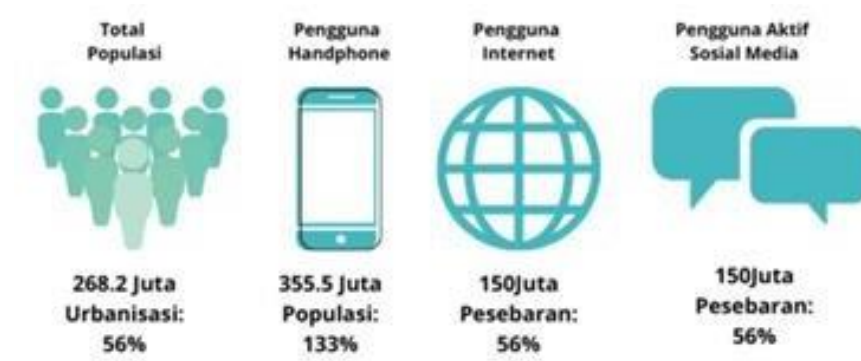 Total
Populasi
268.2 Juta
Urbanisasi:
56%
Pengguna
Handphone
355.5 Juta
Populasi:
133%
Pengguna
Internet
150Juta
Pesebaran:
56%
Pengguna Aktif
Sosial Media
150Juta
Pesebaran:
56%